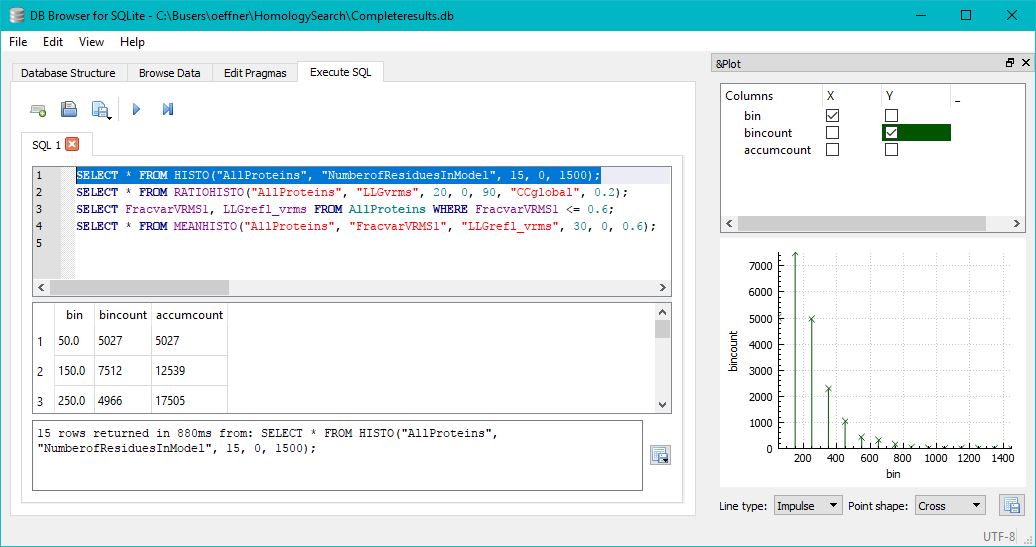 DB Browser for SQLite - C:\Busers\oeffner\HomologySearch\Completeresults.db
File Edit View Help
Database Structure Browse Data Edit Pragmas Execute SQL
SQL 1
1 SELECT * FROM HISTO("AllProteins", "NumberofResiduesInModel", 15, 0, 1500);
2 SELECT * FROM RATIOHISTO("AllProteins", "LLGvrms", 20, 0, 90, "CCglobal", 0.2);
3 SELECT FracvarVRMS1, LLGrefl_vrms FROM AllProteins WHERE FracvarVRMS1 <= 0.6;
4 SELECT * FROM MEANHISTO("AllProteins", "FracvarVRMS1", "LLGrefl_vrms", 30, 0, 0.6);
5
bin bincount accumcount
1 50.0 5027 5027
2 150.0 7512 12539
3 250.0 4966 17505
15 rows returned in 880ms from: SELECT * FROM HISTO("AllProteins",
"NumberofResiduesInModel", 15, 0, 1500);
&Plot
Columns X Y _
bin
bincount
accumcount
7000
6000
5000
4000
3000
2000
1000
0
bincount
200 400 600 800 1000 1200 1400
bin
Line type: Impulse Point shape: Cross
UTF-8